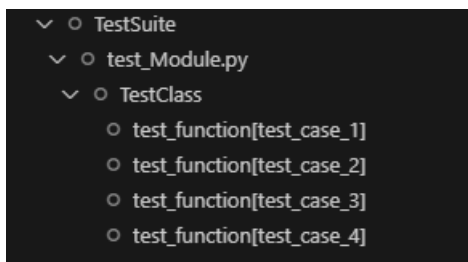 TestSuite
test_Module.py
TestClass
test_function[test_case_1]
test_function[test_case_2]
test_function[test_case_3]
test_function[test_case_4]